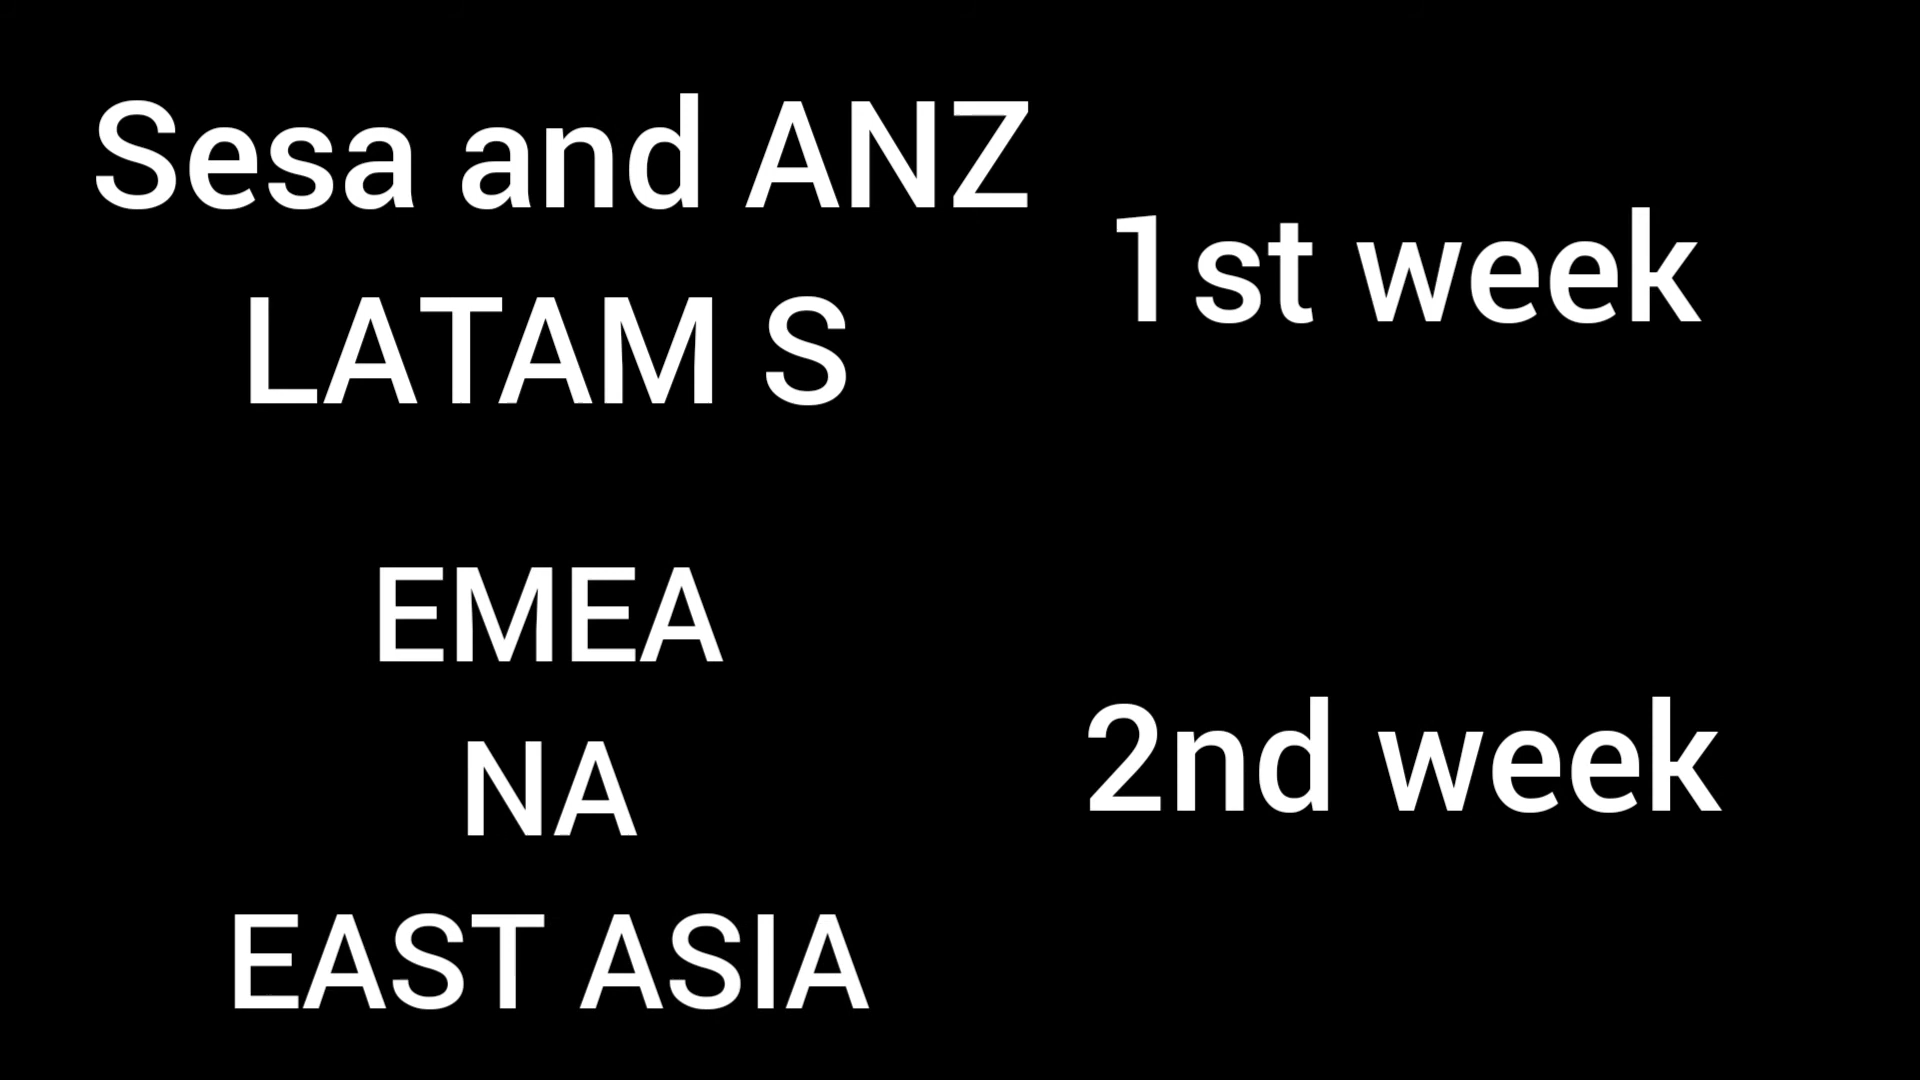 Sesa and ANZ
LATAM S
1st week
EMEA
NA
EAST ASIA
2nd week